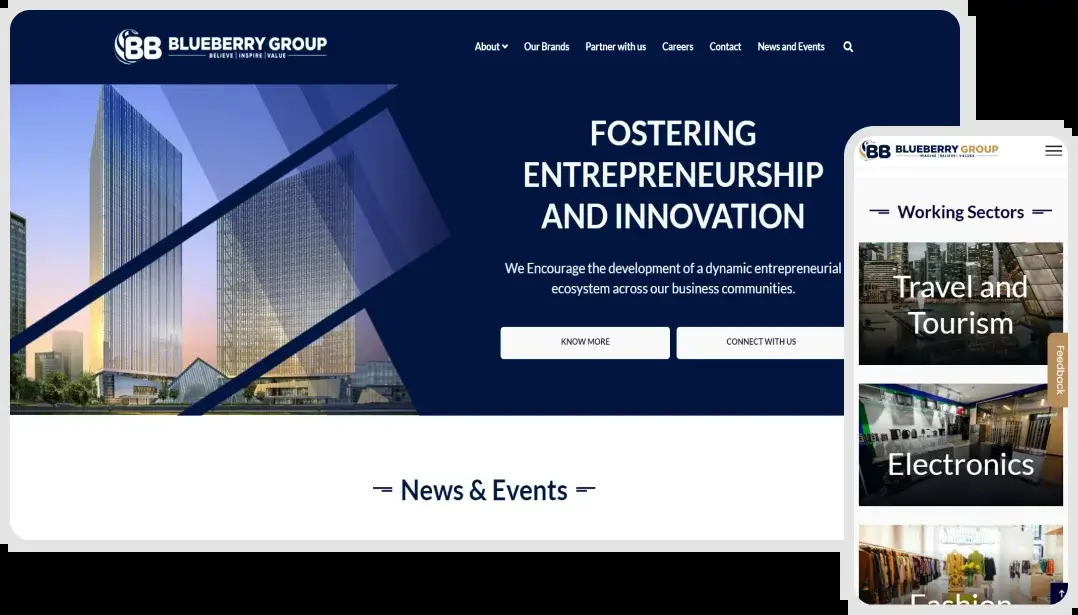 BB BLUEBERRY GROUP
BELIEVE | INSPIRE | VALUE
About Our Brands Partner with us Careers Contact News and Events
FOSTERING
ENTREPRENEURSHIP
AND INNOVATION
We Encourage the development of a dynamic entrepreneurial
ecosystem across our business communities.
KNOW MORE CONNECT WITH US
News & Events
BB BLUEBERRY GROUP
IMAGINE | BELIEVE | VALUES
Working Sectors
Travel and
Tourism
Feedback
Electronics
Fashion